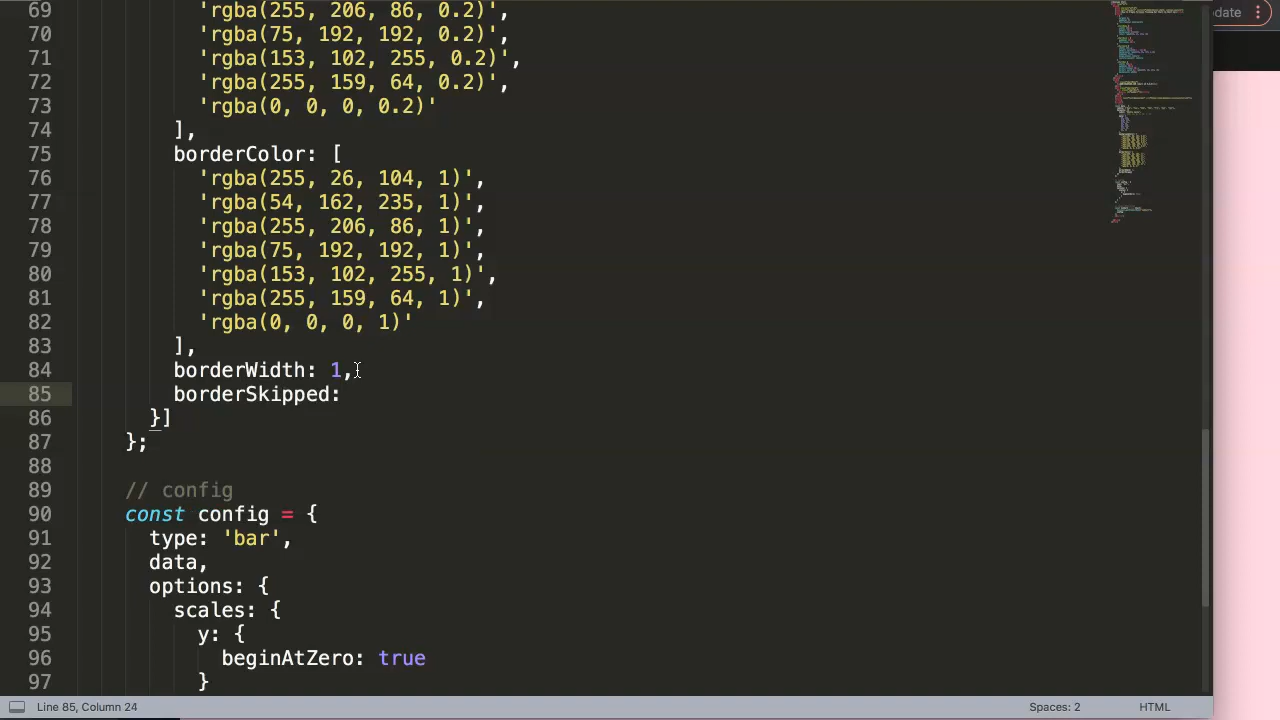 69 'rgba(255, 206, 86, 0.2)',
70 'rgba(75, 192, 192, 0.2)',
71 'rgba(153, 102, 255, 0.2)',
72 'rgba(255, 159, 64, 0.2)',
73 'rgba(0, 0, 0, 0.2)'
74 ],
75 borderColor: [
76 'rgba(255, 26, 104, 1)',
77 'rgba(54, 162, 235, 1)',
78 'rgba(255, 206, 86, 1)',
79 'rgba(75, 192, 192, 1)',
80 'rgba(153, 102, 255, 1)',
81 'rgba(255, 159, 64, 1)',
82 'rgba(0, 0, 0, 1)'
83 ],
84 borderWidth: 1,
85 borderSkipped:
86 }]
87 };
88
89 // config
90 const config = {
91 type: 'bar',
92 data,
93 options: {
94 scales: {
95 y: {
96 beginAtZero: true
97 }
Line 85, Column 24
Spaces: 2
HTML